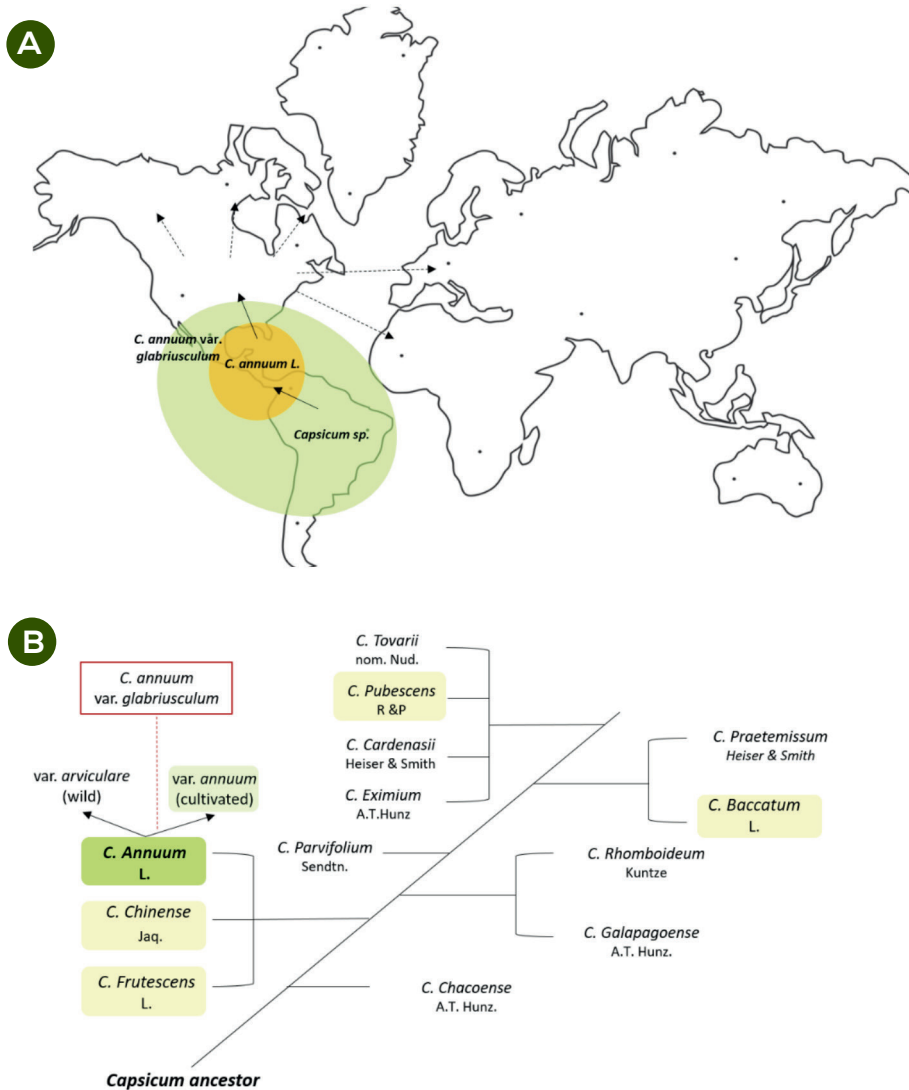 A
C. annuum vår.
glabriusculum
C. annuum L.
Capsicum sp.
B
C. annuum
var. glabriusculum
var. arviculare
(wild)
var. annuum
(cultivated)
C. Annuum
L.
C. Chinense
Jaq.
C. Frutescens
L.
C. Tovarii
nom. Nud.
C. Pubescens
R &P
C. Cardenasii
Heiser & Smith
C. Eximium
A.T.Hunz
C. Parvifolium
Sendtn.
C. Praetemissum
Heiser & Smith
C. Baccatum
L.
C. Rhomboideum
Kuntze
C. Galapagoense
A.T. Hunz.
C. Chacoense
A.T. Hunz.
Capsicum ancestor